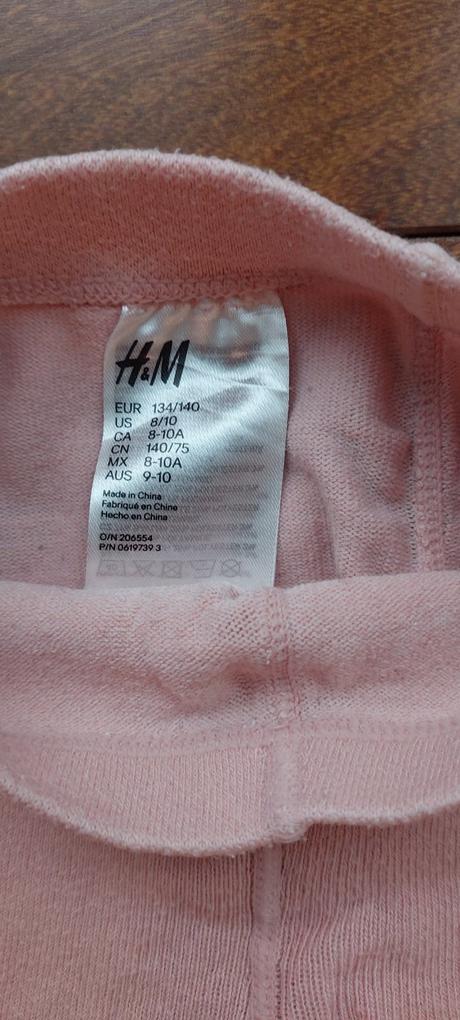 H&M
EUR 134/140
US 8/10
CA 8-10A
CN 140/75
MX 8-10A
AUS 9-10
Made in China
Fabriqué en Chine
Hecho en China
O/N 206554
P/N 0619739 3